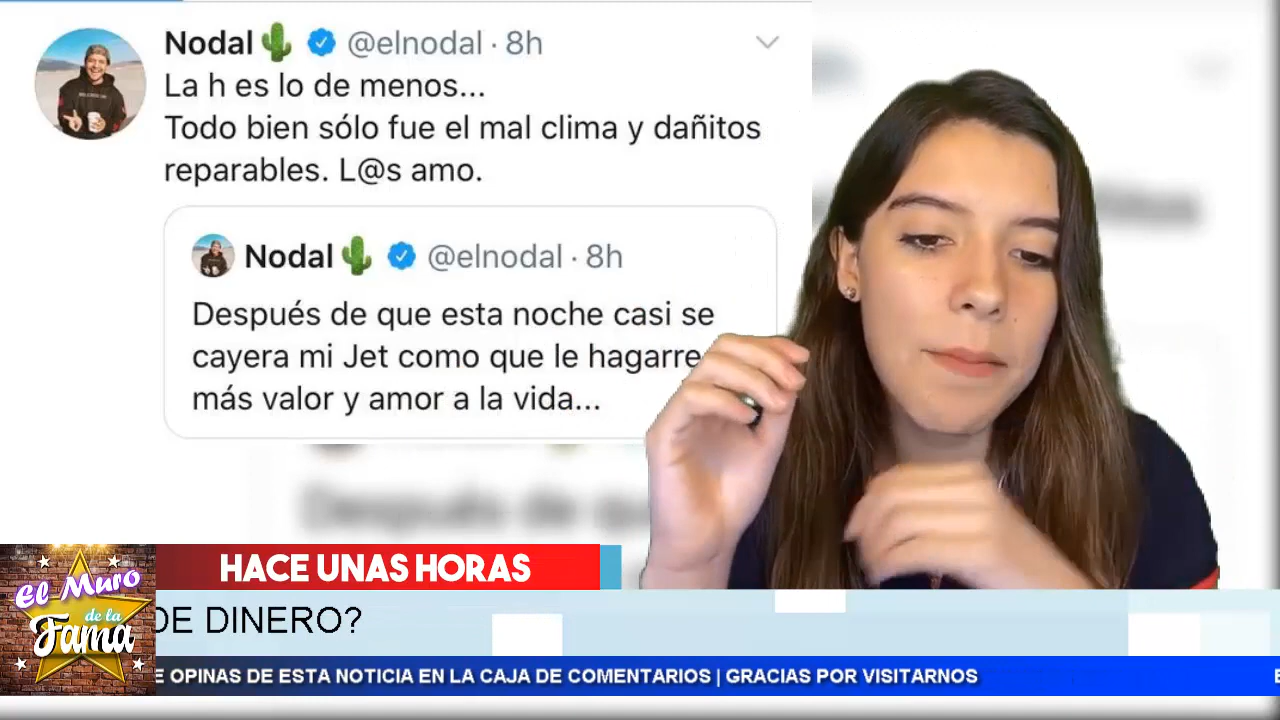 Nodal🌵 @elnodal · 8h
La h es lo de menos...
Todo bien sólo fue el mal clima y dañitos
reparables. L@s amo.
Nodal🌵 @elnodal · 8h
Después de que esta noche casi se
cayera mi Jet como que le hagarre
más valor y amor a la vida...
HACE UNAS HORAS
El Muro
de la
Fama
DE DINERO?
E OPINAS DE ESTA NOTICIA EN LA CAJA DE COMENTARIOS | GRACIAS POR VISITARNOS